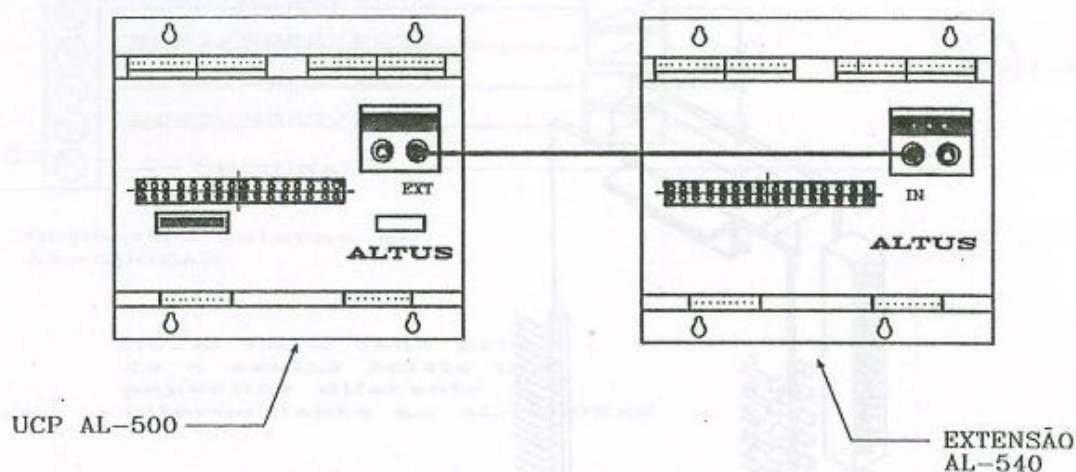 EXT
ALTUS
IN
ALTUS
UCP AL-500
EXTENSÃO
AL-540